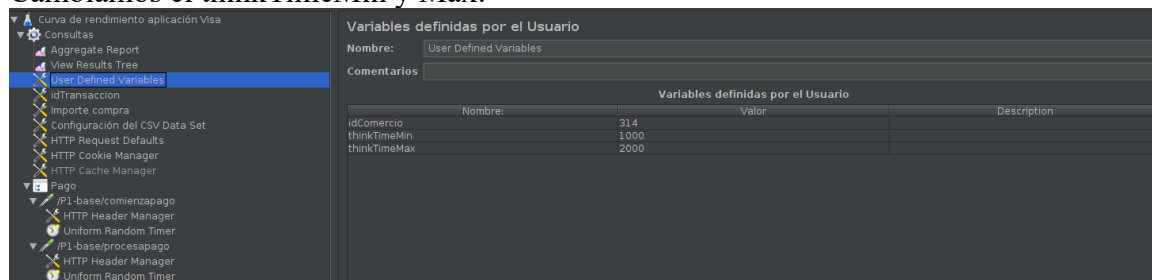 Cambiamos el thinkTimeMin y Max.
Curva de rendimiento aplicación Visa
Consultas
Aggregate Report
View Results Tree
User Defined Variables
idTransaccion
Importe compra
Configuración del CSV Data Set
HTTP Request Defaults
HTTP Cookie Manager
HTTP Cache Manager
Pago
/P1-base/comienzapago
HTTP Header Manager
Uniform Random Timer
/P1-base/procesapago
HTTP Header Manager
Uniform Random Timer
Variables definidas por el Usuario
Nombre: User Defined Variables
Comentarios
Variables definidas por el Usuario
Nombre: Valor Description
idComercio 314
thinkTimeMin 1000
thinkTimeMax 2000